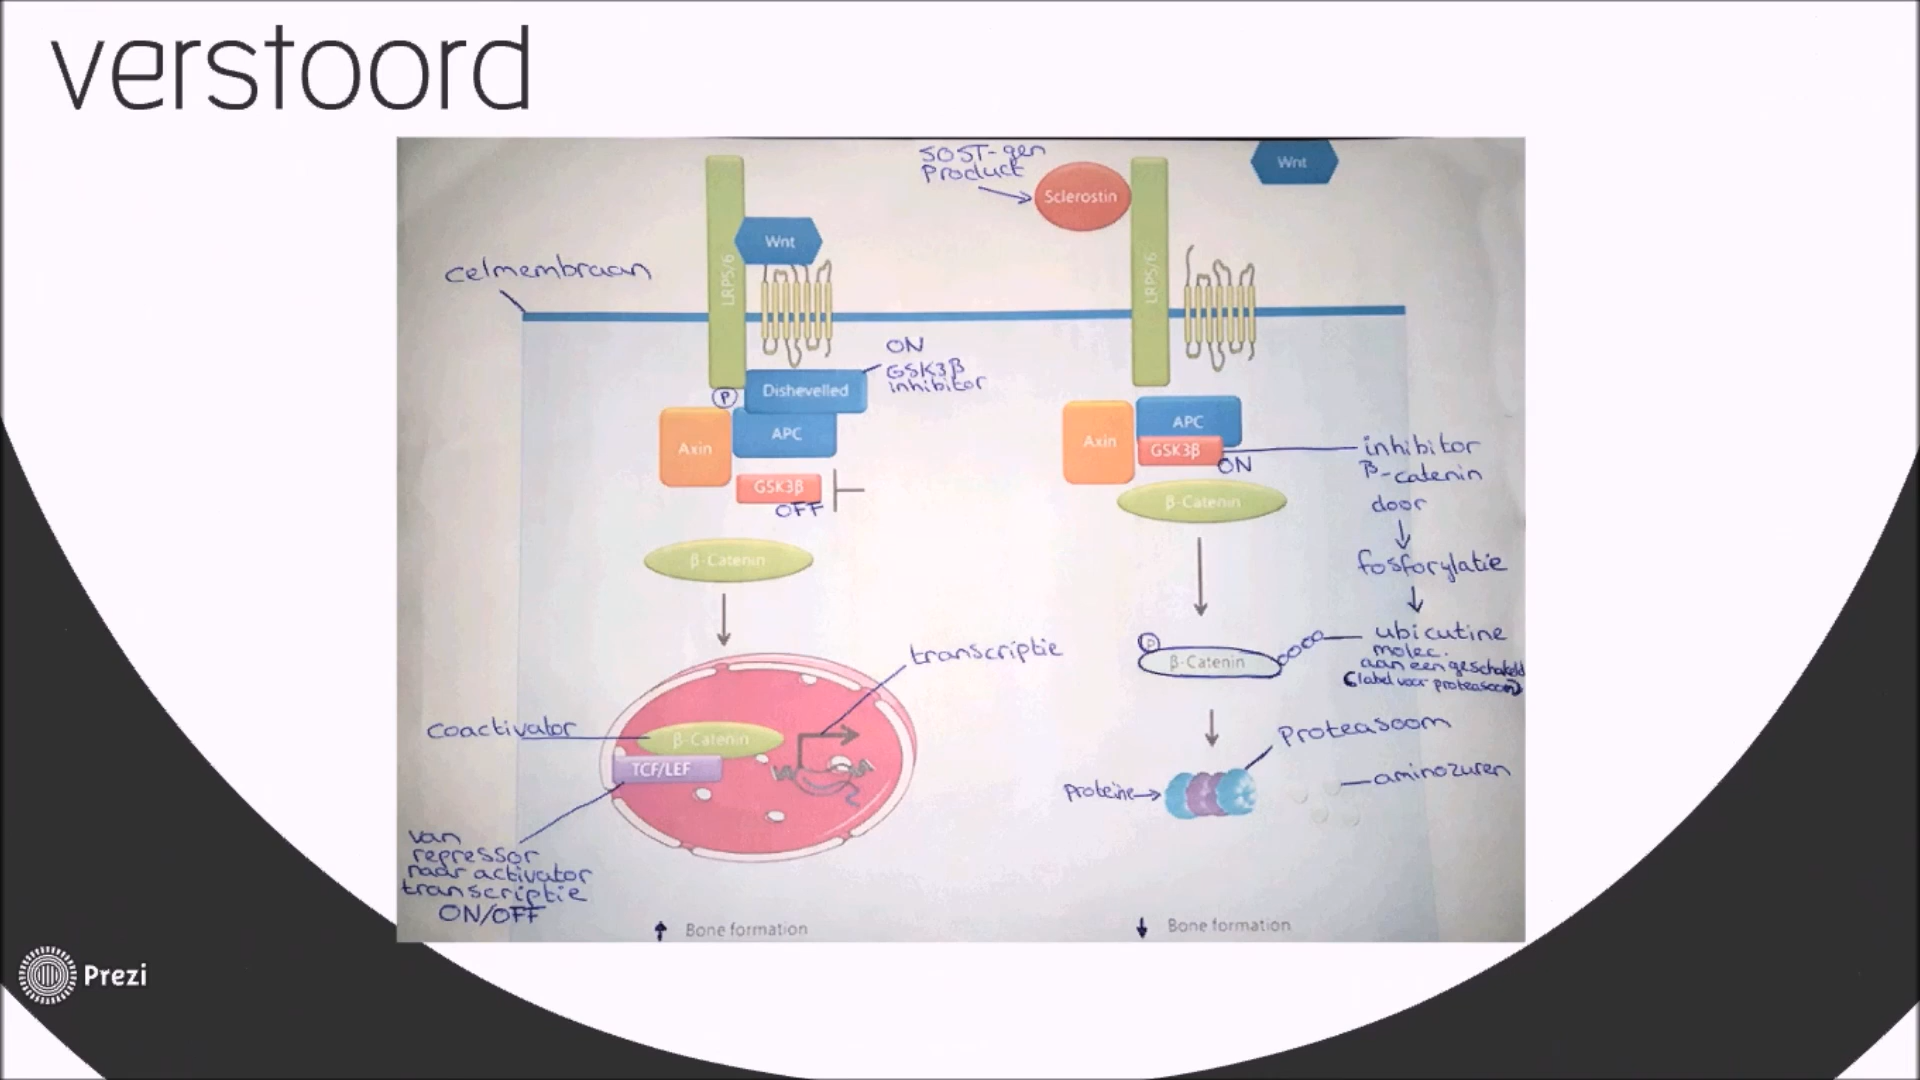 verstoord
SOST-gen
Product
Sclerostin
Wnt
LRP5/6
Wnt
celmembraan
LRP5/6
ON
GSK3β
inhibitor
P
Dishevelled
Axin
APC
GSK3β
OFF
β-Catenin
Axin
APC
GSK3β
ON
inhibitor
β-catenin
door
fosforylatie
β-Catenin
P
β-Catenin
ubicutine
molec.
aan een geschakeld
(label voor proteasoom)
transcriptie
coactivator
β-Catenin
TCF/LEF
Proteasoom
Proteine
aminozuren
van
repressor
naar activator
transcriptie
ON/OFF
Bone formation
Bone formation
Prezi